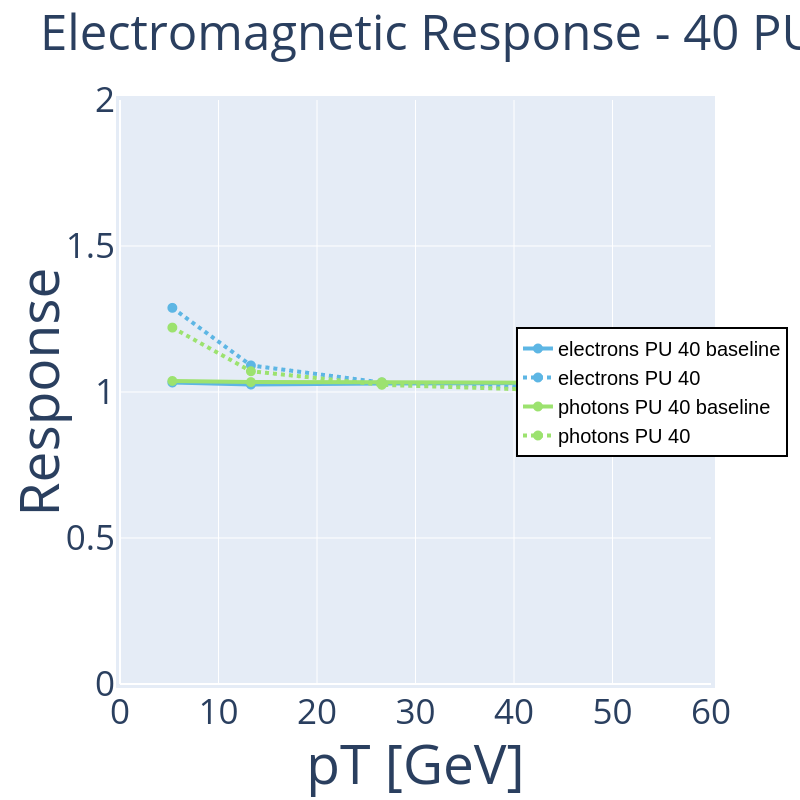 Electromagnetic Response - 40 PU
2
1.5
1
0.5
0
Response
0 10 20 30 40 50 60
pT [GeV]
electrons PU 40 baseline
electrons PU 40
photons PU 40 baseline
photons PU 40